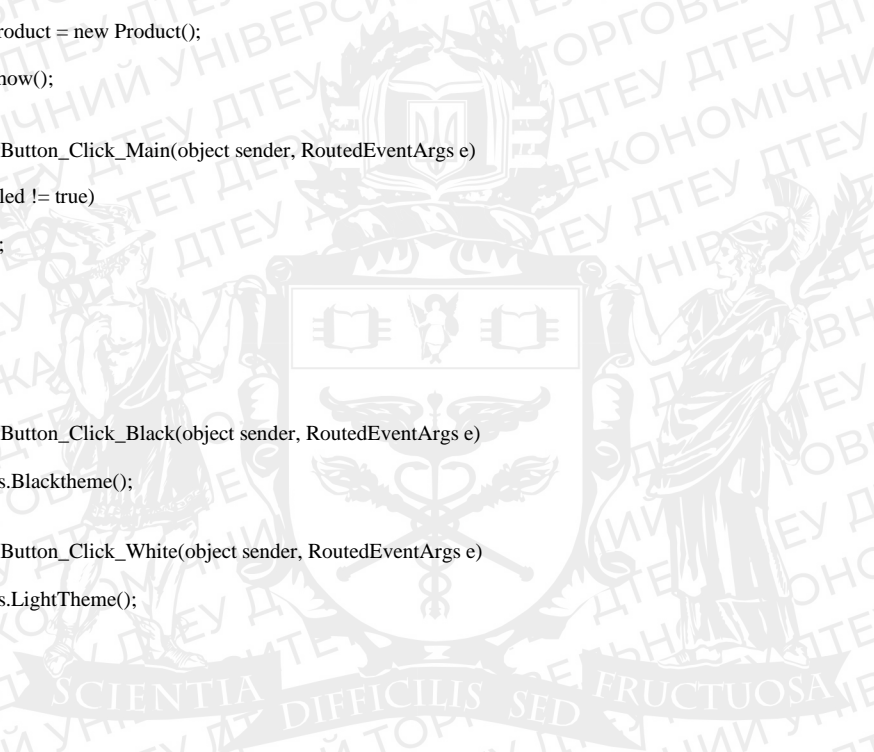 roduct = new Product();
how();
Button_Click_Main(object sender, RoutedEventArgs e)
led != true)
;
Button_Click_Black(object sender, RoutedEventArgs e)
s.Blacktheme();
Button_Click_White(object sender, RoutedEventArgs e)
s.LightTheme();
SCIENTIA DIFFICILIS SED FRUCTUOSA